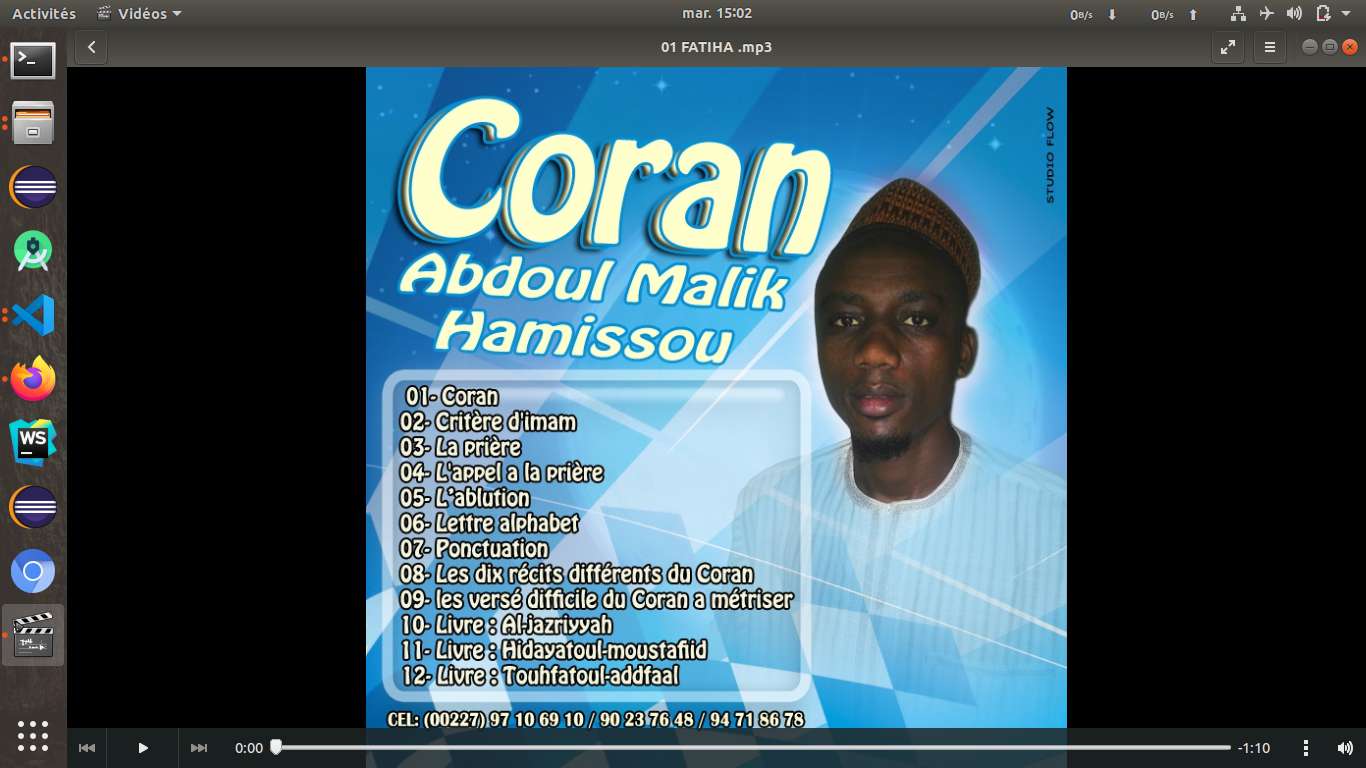 Activités
Vidéos
mar. 15:02
0B/s
0B/s
01 FATIHA .mp3
STUDIO FLOW
Coran
Abdoul Malik
Hamissou
01- Coran
02- Critère d'imam
03- La prière
04- L'appel a la prière
05- L'ablution
06- Lettre alphabet
07- Ponctuation
08- Les dix récits différents du Coran
09- les versé difficile du Coran a métriser
10- Livre : Al-jazriyyah
11- Livre : Hidayatoul-moustafiid
12- Livre : Touhfatoul-addfaal
CEL: (00227) 97 10 69 10 / 90 23 76 48 / 94 71 86 78
WS
0:00
-1:10